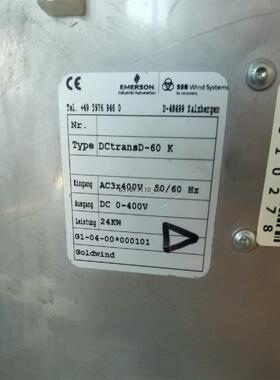 CE EMERSON SSB Wind Systems
Industrial Automation
Tel. +49 5976 946 0 D-48499 Salzbergen
Nr.
Type DCtransD-60 K
Eingang AC3x400V 50/60 Hz
Ausgang DC 0-400V
Leistung 24KW
G1-04-00*000101
Goldwind
10278